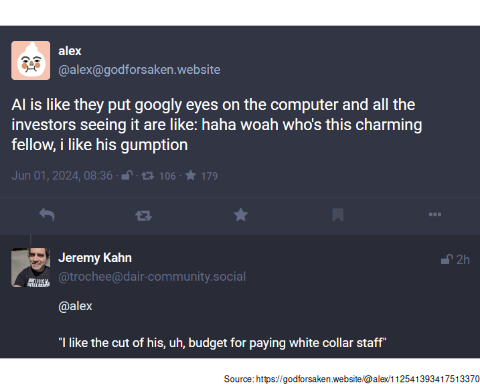 alex
@alex@godforsaken.website
AI is like they put googly eyes on the computer and all the
investors seeing it are like: haha woah who's this charming
fellow, i like his gumption
Jun 01, 2024, 08:36 · · 106 · 179
Jeremy Kahn
2h
@trochee@dair-community.social
@alex
"I like the cut of his, uh, budget for paying white collar staff"
Source: https://godforsaken.website/@alex/112541393417513370